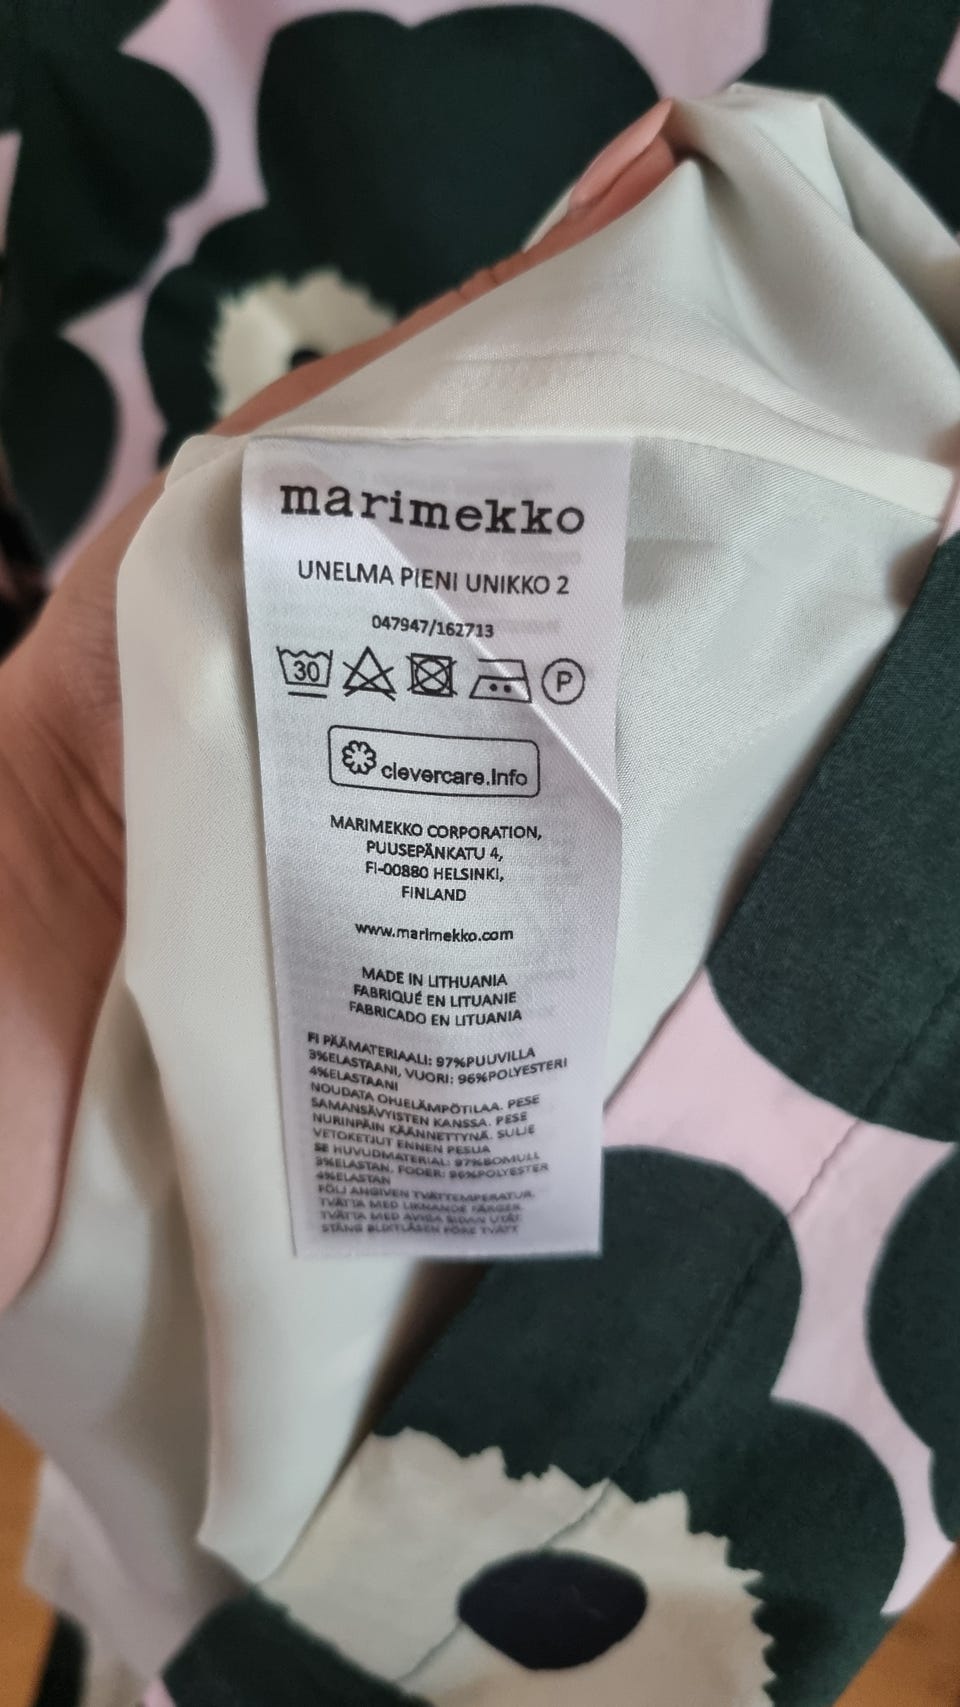 marimekko
UNELMA PIENI UNIKKO 2
047947/162713
30
P
clevercare.info
MARIMEKKO CORPORATION,
PUUSEPÄNKATU 4,
FI-00880 HELSINKI,
FINLAND
www.marimekko.com
MADE IN LITHUANIA
FABRIQUÉ EN LITUANIE
FABRICADO EN LITUANIA
FI PÄÄMATERIAALI: 97%PUUVILLA
3%ELASTAANI, VUORI: 96%POLYESTERI
4%ELASTAANI
NOUDATA OHJELÄMPÖTILAA. PESE
SAMANSÄVYISTEN KANSSA. PESE
NURINPÄIN KÄÄNNETTYNÄ. SULJE
VETOKETJUT ENNEN PESUA
SE HUVUDMATERIAL: 97%BOMULL
3%ELASTAN, FODER: 96%POLYESTER
4%ELASTAN
FÖLJ ANGIVEN TVÄTTEMPERATUR.
TVÄTTA MED LIKNANDE FÄRGER.
TVÄTTA MED AVIGA SIDAN UTÅT.
STÄNG BLIXTLÅSEN FÖRE TVÄTT